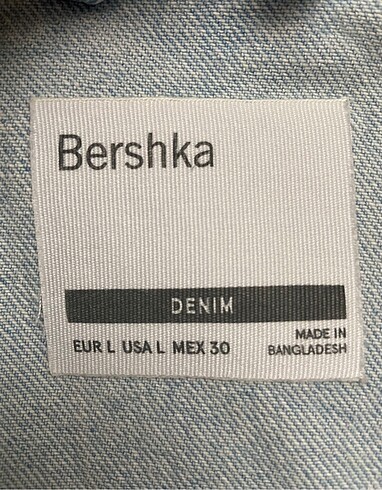 Bershka
DENIM
EUR L USA L MEX 30
MADE IN
BANGLADESH